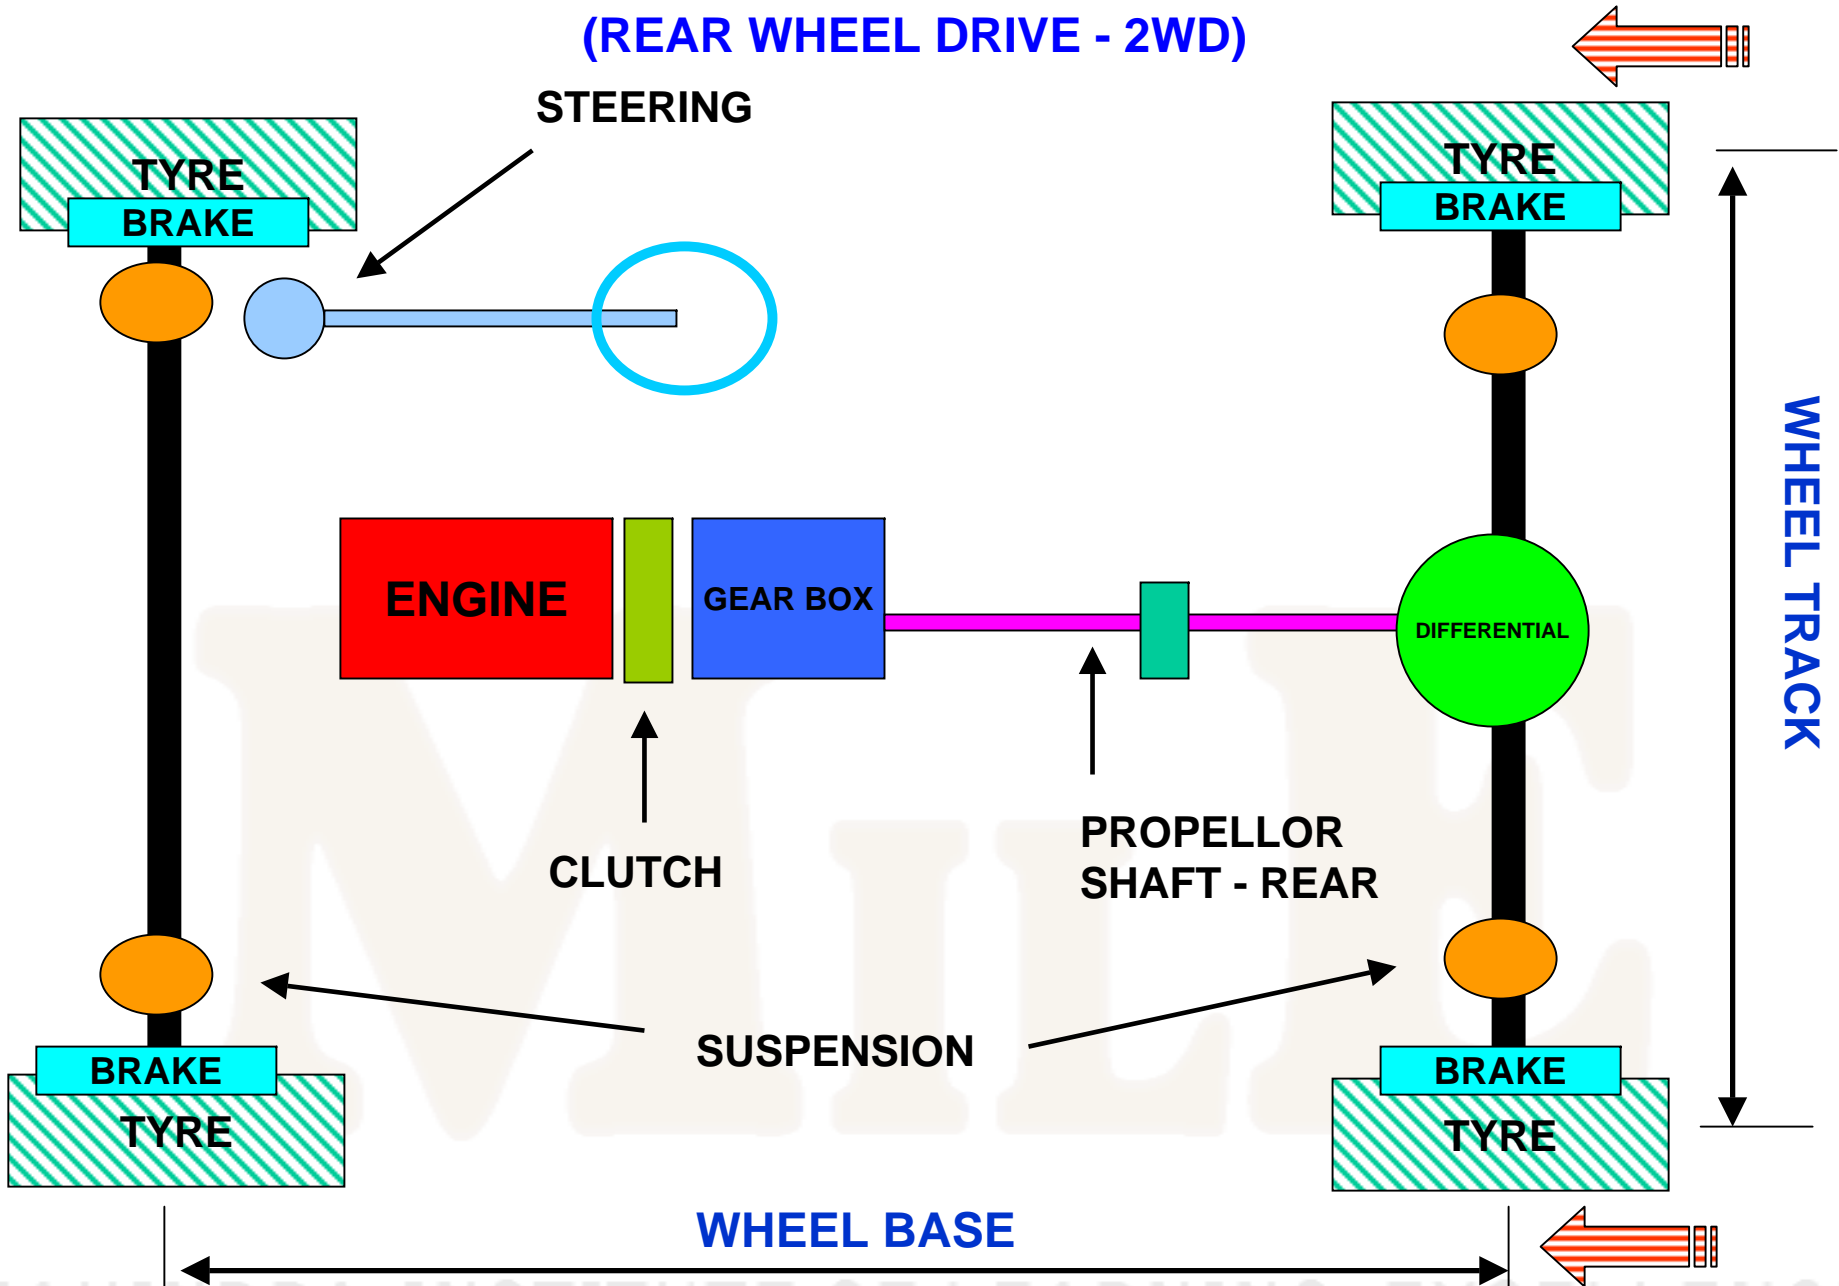 (REAR WHEEL DRIVE - 2WD)
STEERING
TYRE
BRAKE
TYRE
BRAKE
WHEEL TRACK
ENGINE
GEAR BOX
DIFFERENTIAL
CLUTCH
PROPELLOR
SHAFT - REAR
SUSPENSION
BRAKE
TYRE
BRAKE
TYRE
WHEEL BASE
MILE